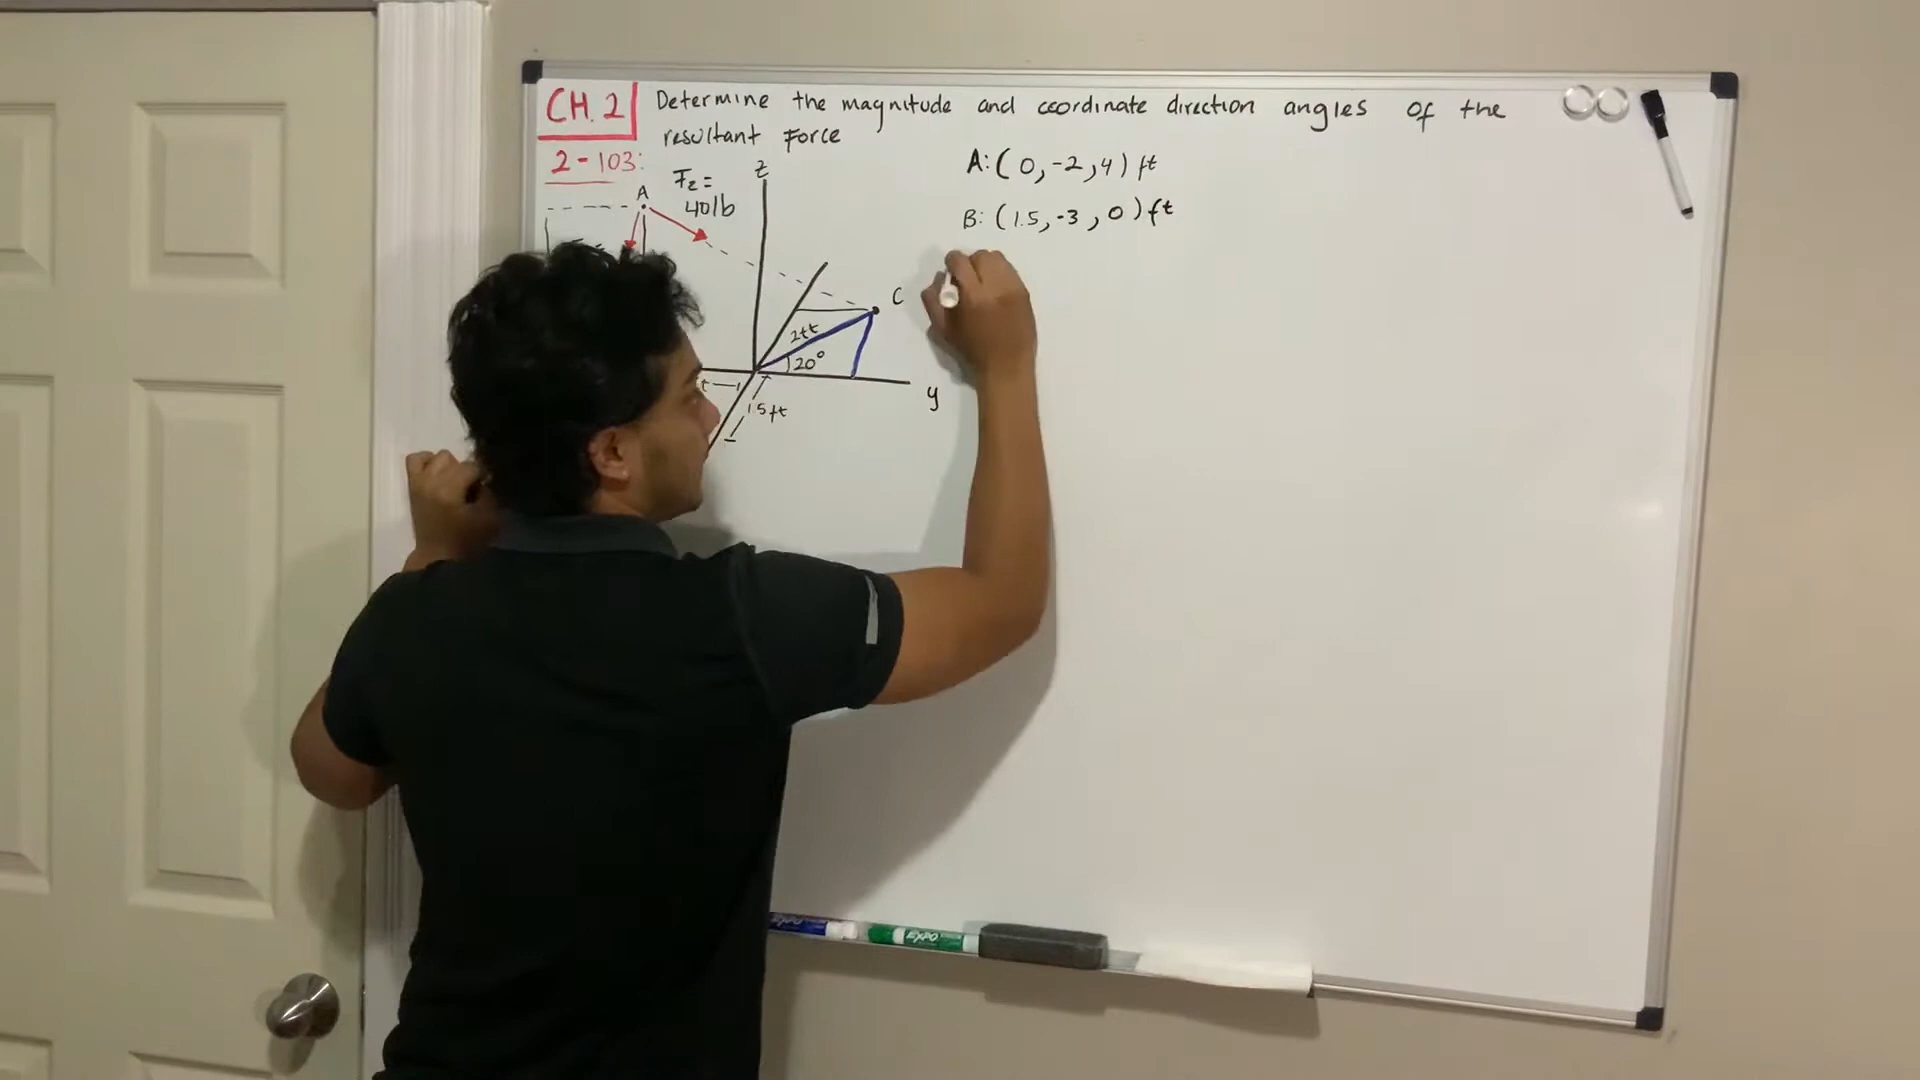 CH. 2
Determine the magnitude and coordinate direction angles of the
resultant Force
2-103:
A:(0,-2,4)ft
B:(1.5,-3,0)ft
z
A
F2=
40lb
C
2ft
20°
y
1.5ft
EXPO